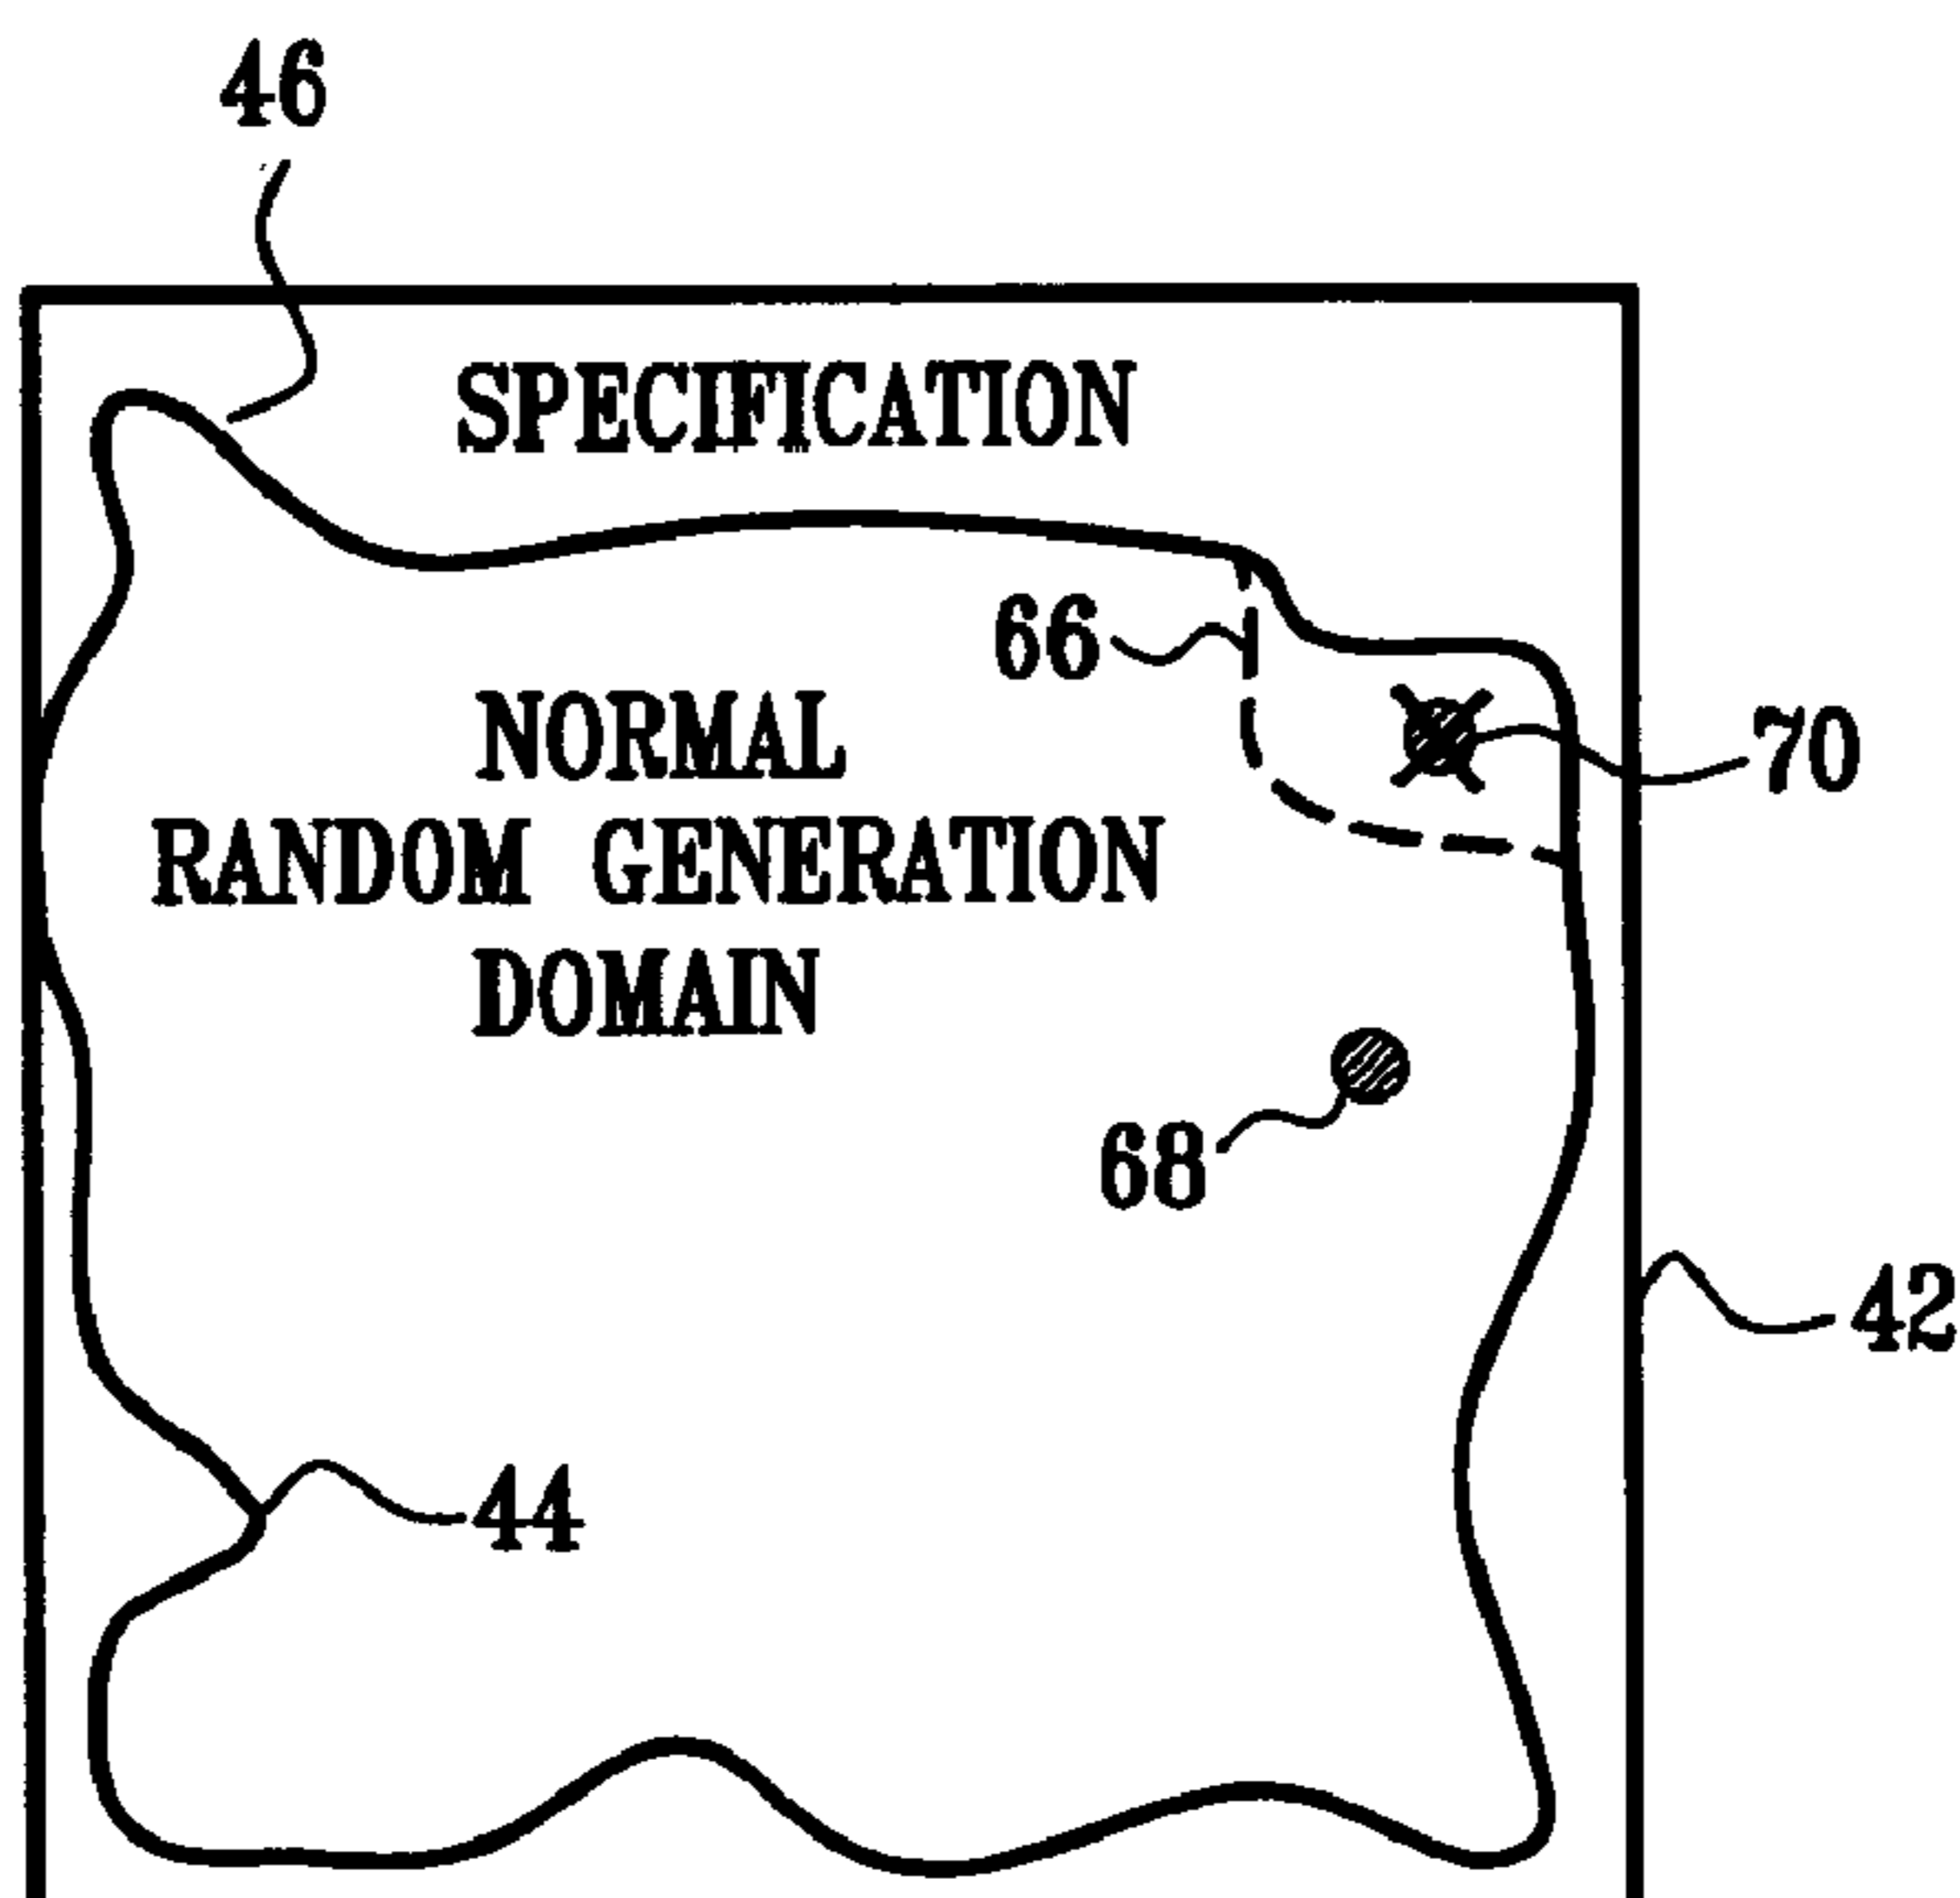 46
SPECIFICATION
66
NORMAL
70
RANDOM GENERATION
DOMAIN
68
42
44